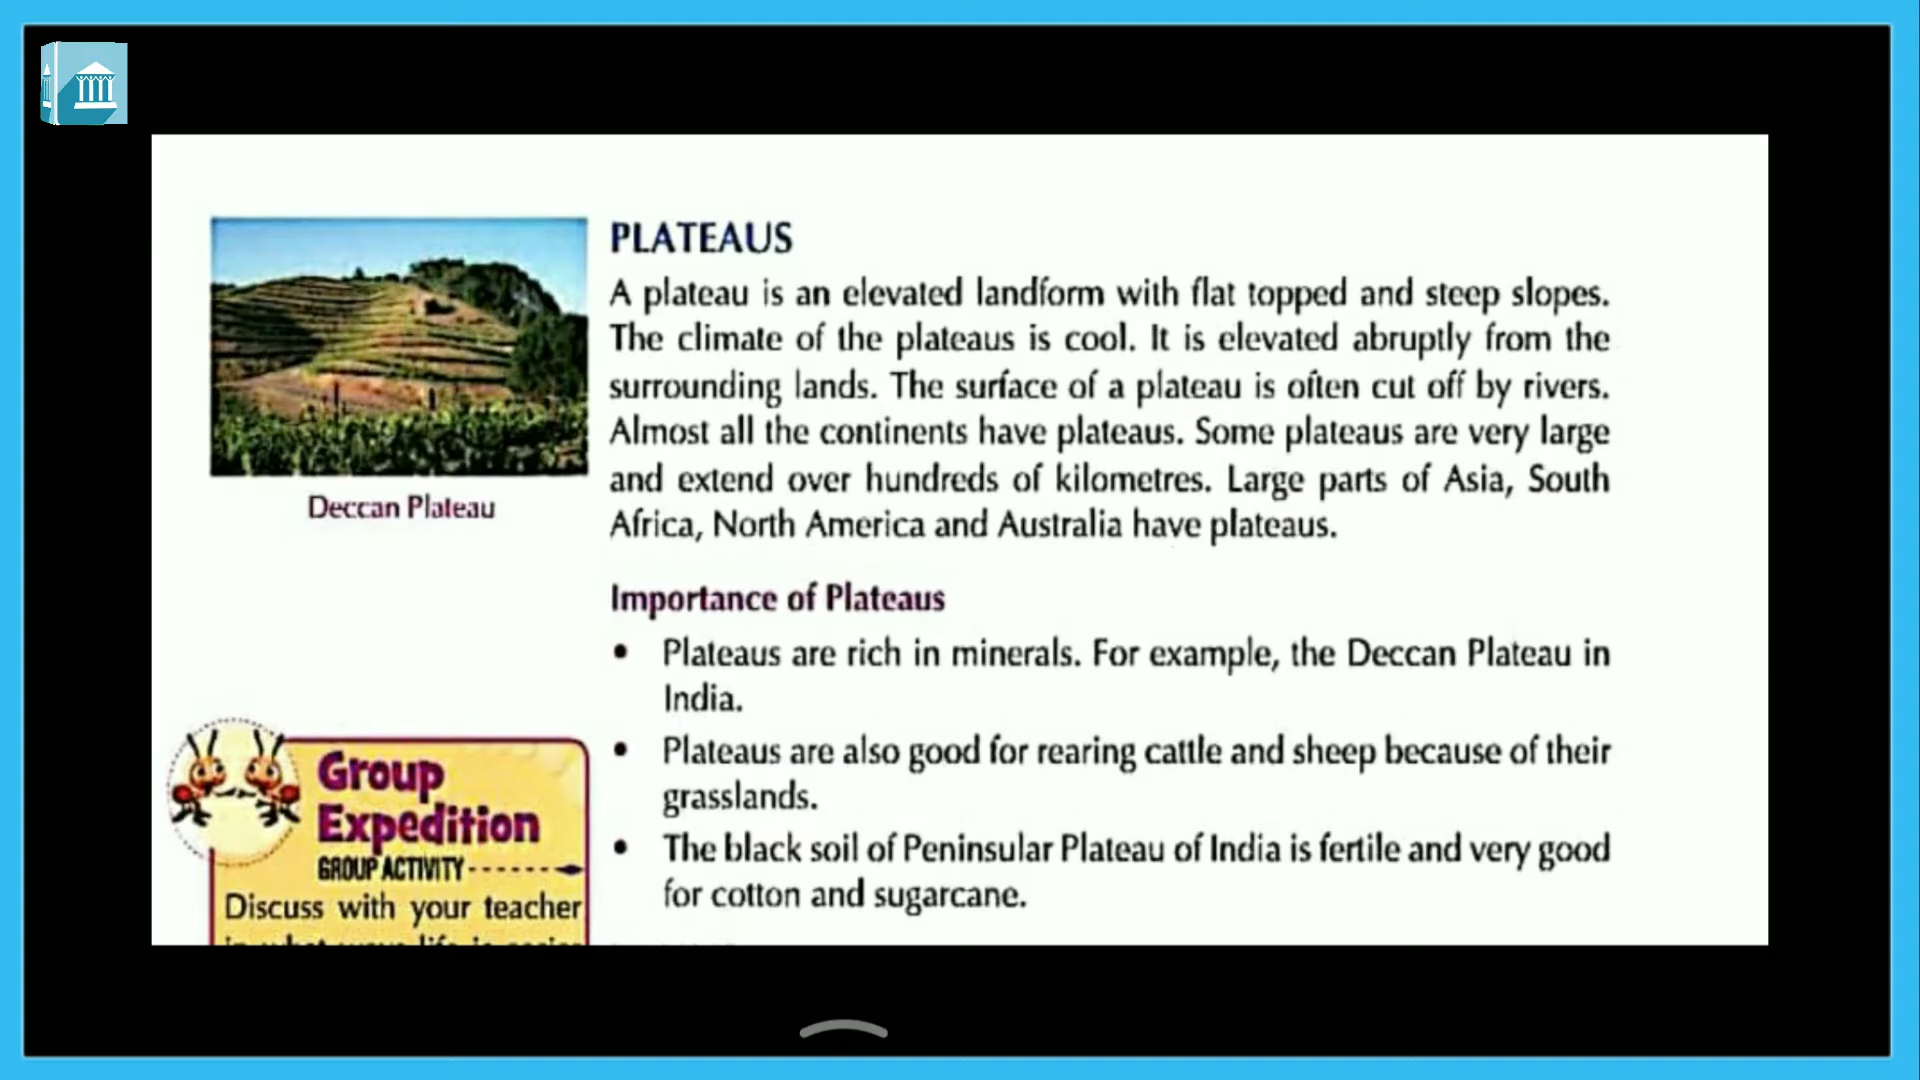 PLATEAUS
A plateau is an elevated landform with flat topped and steep slopes.
The climate of the plateaus is cool. It is elevated abruptly from the
surrounding lands. The surface of a plateau is often cut off by rivers.
Almost all the continents have plateaus. Some plateaus are very large
and extend over hundreds of kilometres. Large parts of Asia, South
Africa, North America and Australia have plateaus.
Deccan Plateau
Importance of Plateaus
• Plateaus are rich in minerals. For example, the Deccan Plateau in
India.
• Plateaus are also good for rearing cattle and sheep because of their
grasslands.
• The black soil of Peninsular Plateau of India is fertile and very good
for cotton and sugarcane.
Group
Expedition
GROUP ACTIVITY
Discuss with your teacher
in what ways life is easier